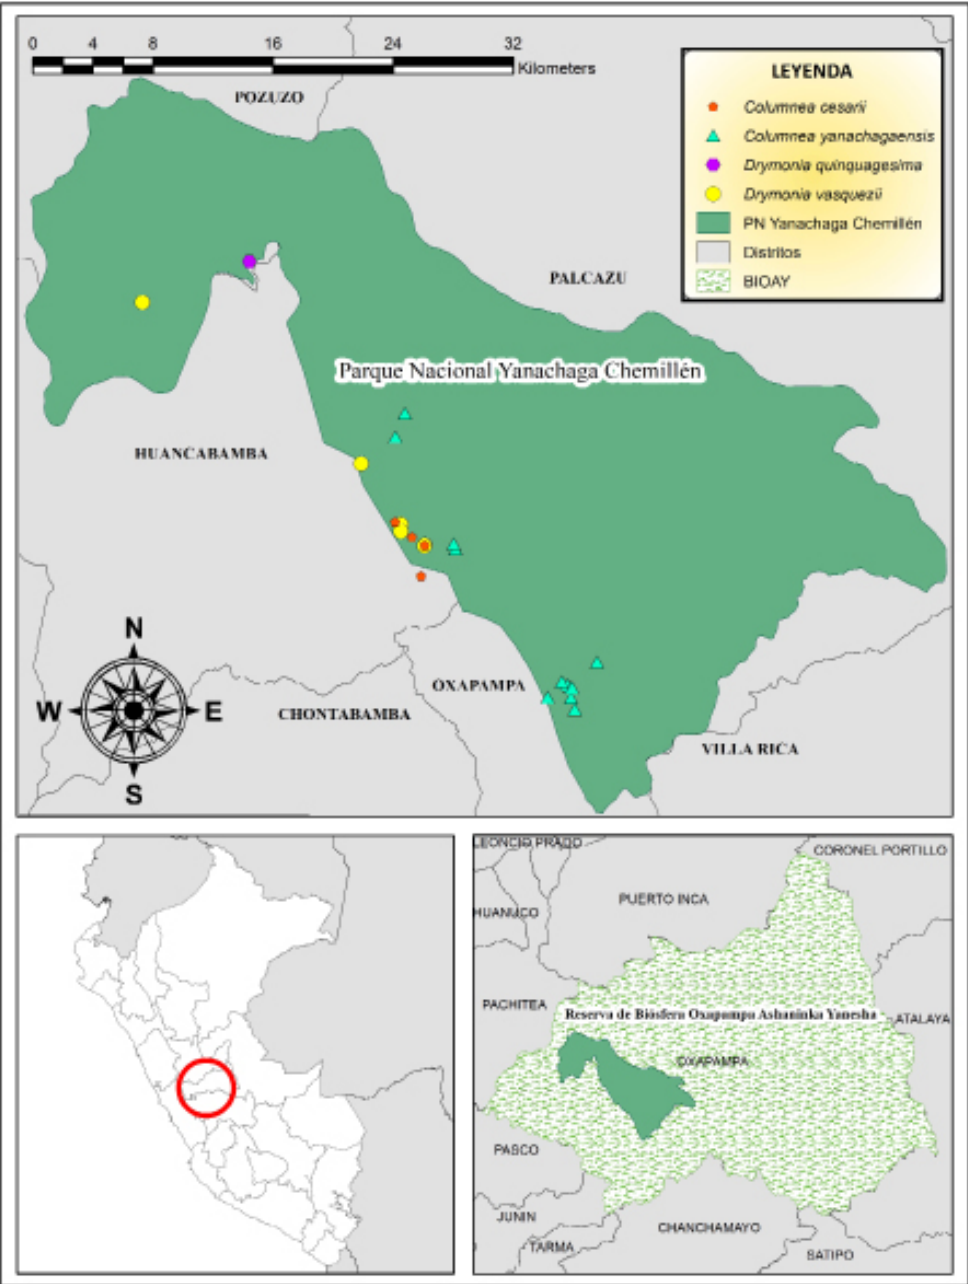 0 4 8 16 24 32
Kilometers
POZUZO
LEYENDA
Columnea cesarii
Columnea yanachagaensis
Drymonia quinquagesima
Drymonia vasquezii
PN Yanachaga Chemillén
Distritos
BIOAY
PALCAZU
Parque Nacional Yanachaga Chemillén
HUANCABAMBA
N
W E
S
OXAPAMPA
CHONTABAMBA
VILLA RICA
LEONCIO PRADO
CORONEL PORTILLO
PUERTO INCA
HUANUCO
PACHITEA
Reserva de Biósfera Oxapampa Ashaninka Yanesha
ATALAYA
OXAPAMPA
PASCO
JUNIN
CHANCHAMAYO
TARMA
SATIPO